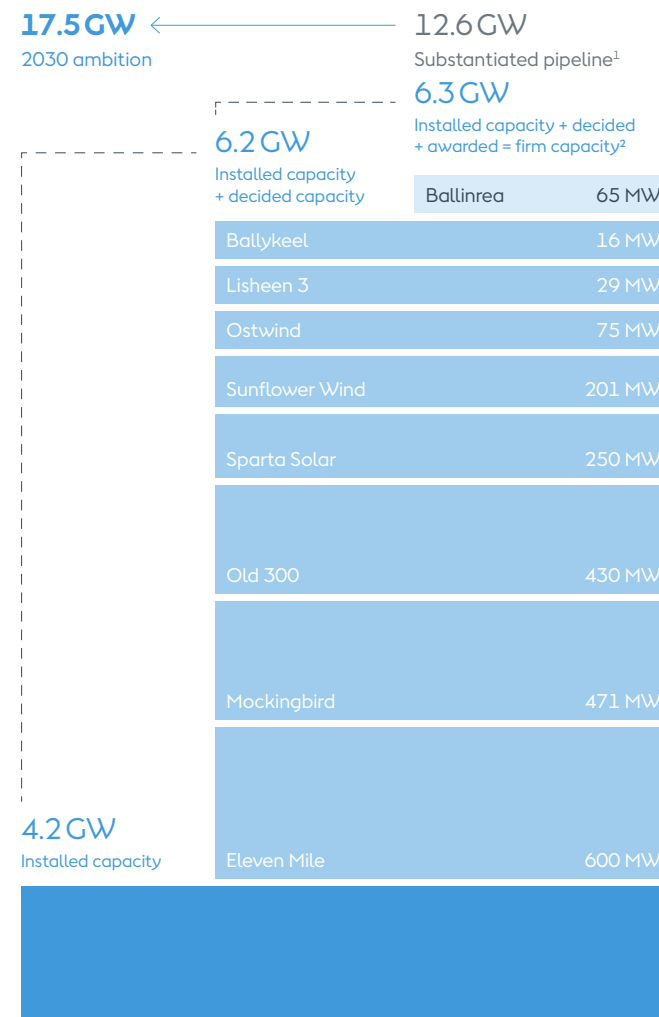 17.5 GW
2030 ambition
12.6 GW
Substantiated pipeline¹
6.3 GW
Installed capacity + decided
+ awarded = firm capacity²
6.2 GW
Installed capacity
+ decided capacity
Ballinrea 65 MW
Ballykeel 16 MW
Lisheen 3 29 MW
Ostwind 75 MW
Sunflower Wind 201 MW
Sparta Solar 250 MW
Old 300 430 MW
Mockingbird 471 MW
Eleven Mile 600 MW
4.2 GW
Installed capacity